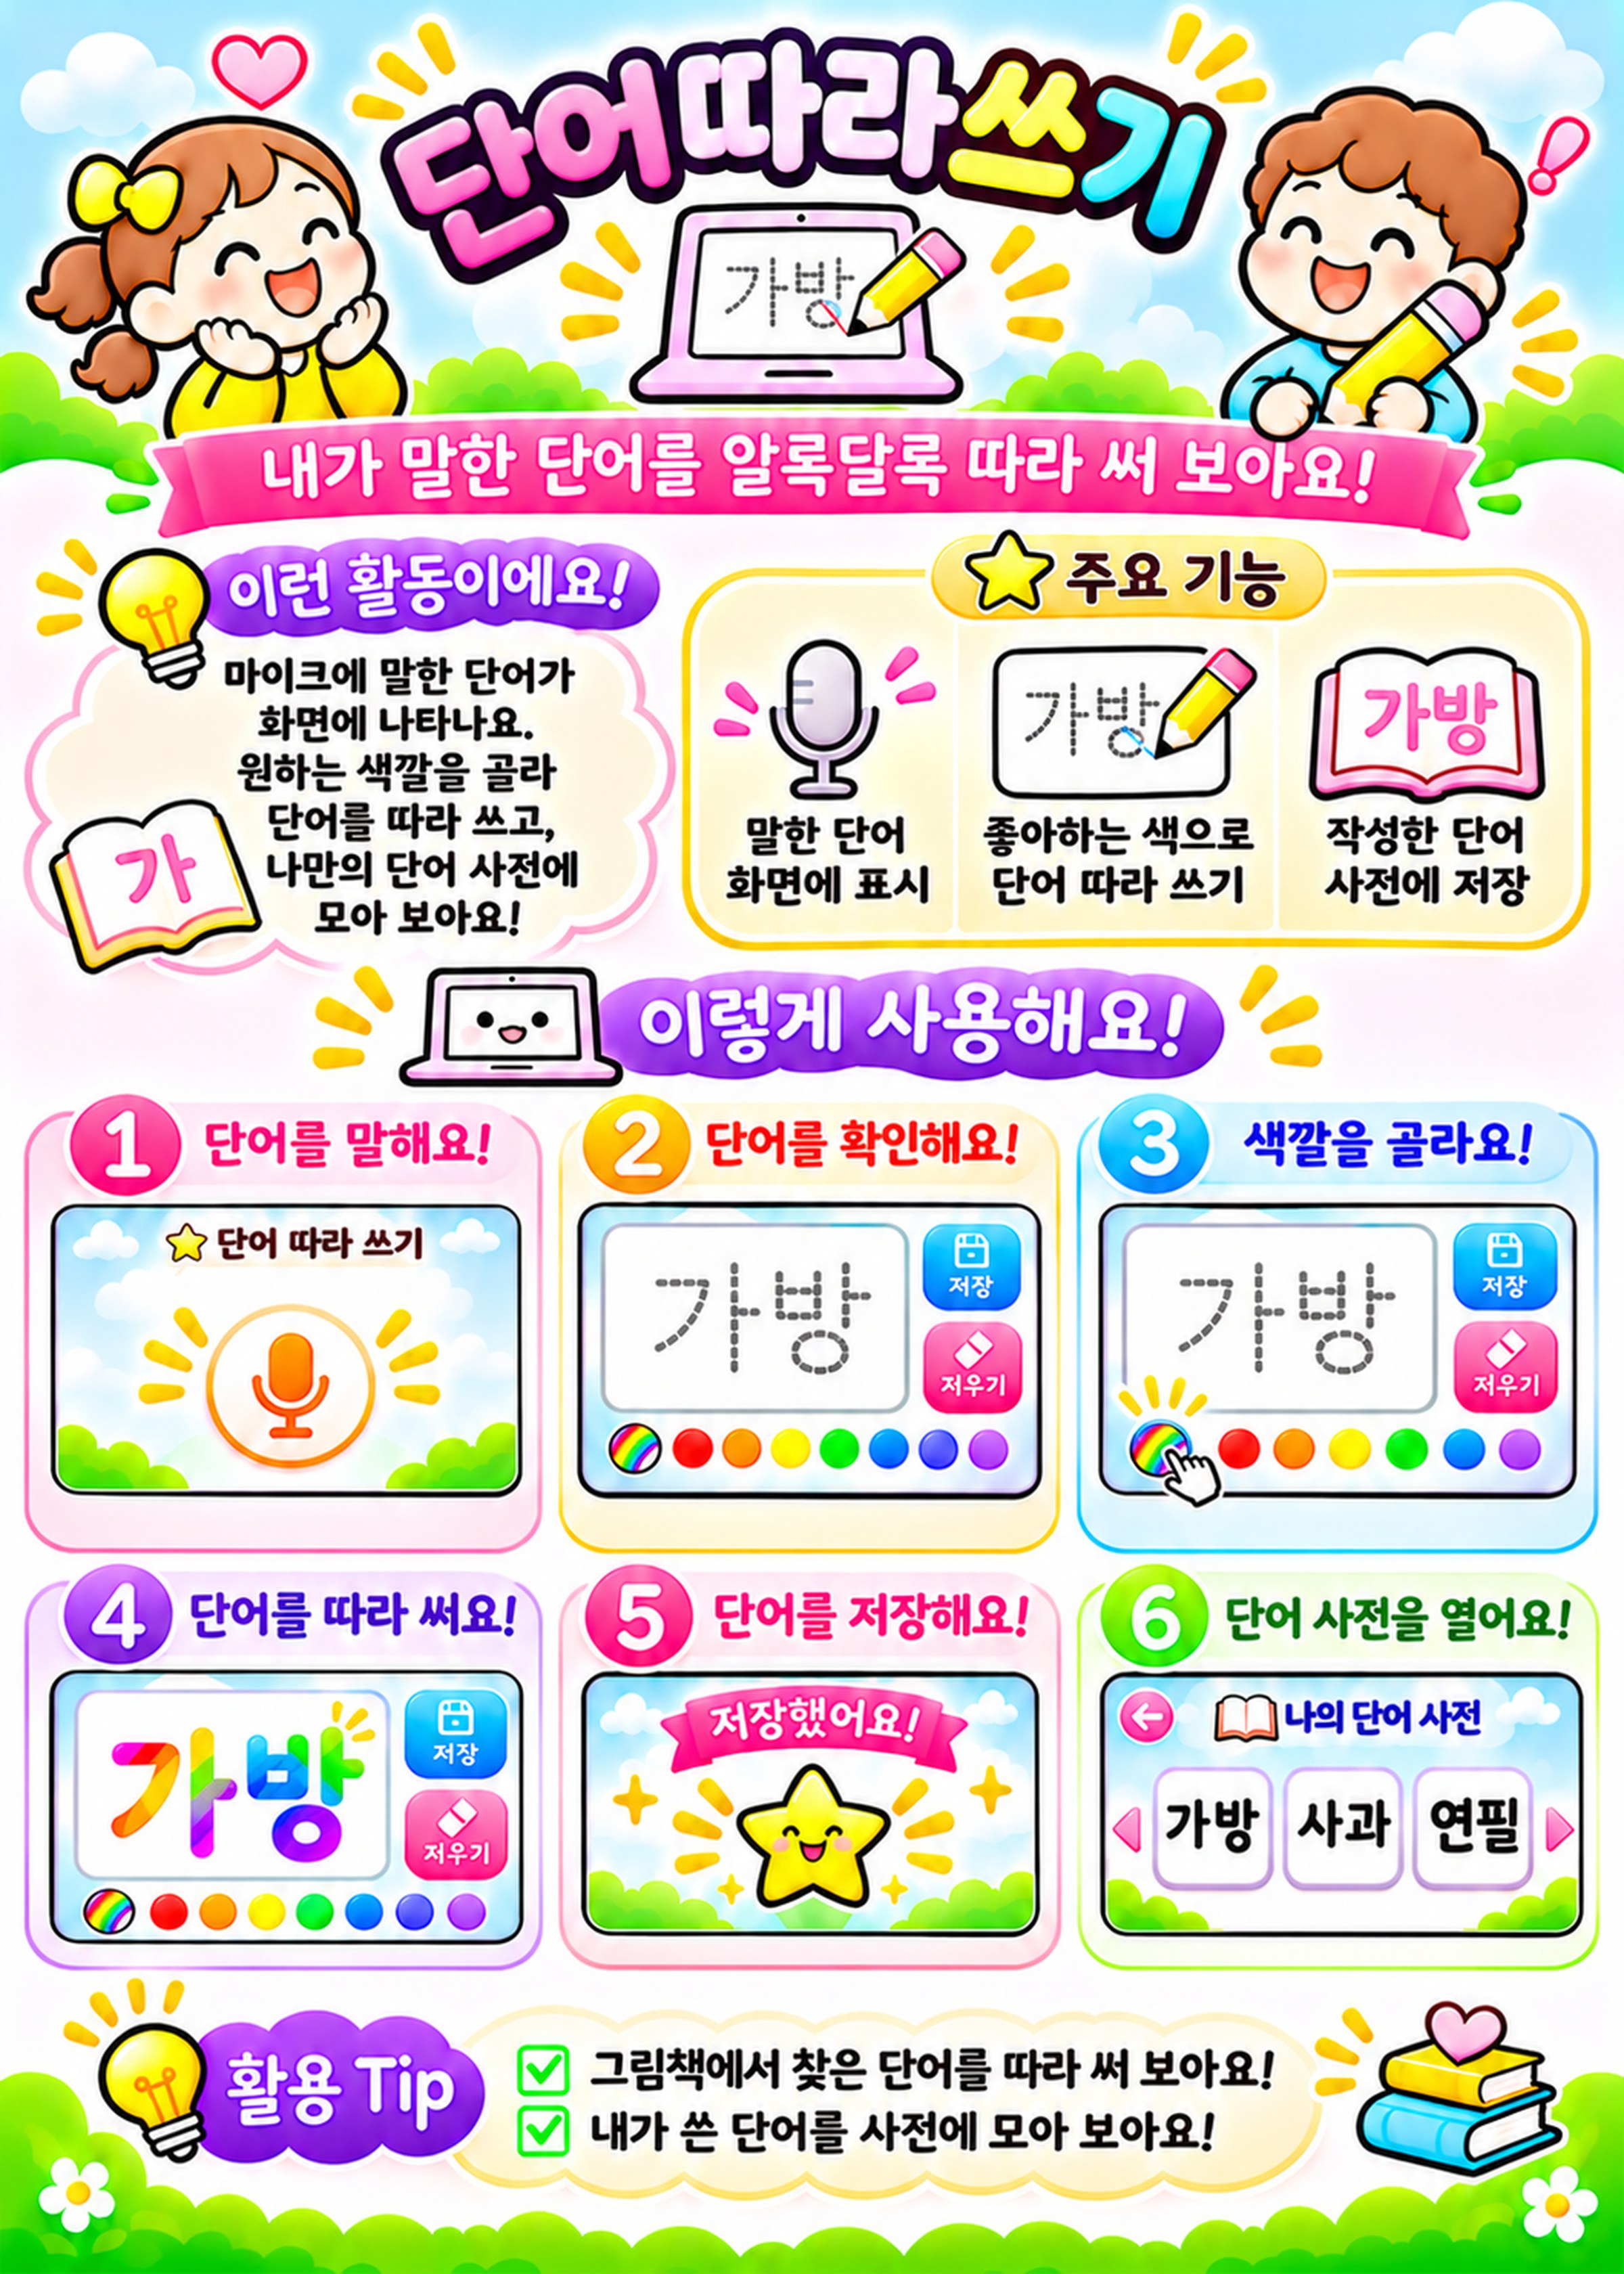 단어따라쓰기
가방
내가 말한 단어를 알록달록 따라 써 보아요!
이런 활동이에요!
마이크에 말한 단어가
화면에 나타나요.
원하는 색깔을 골라
단어를 따라 쓰고,
나만의 단어 사전에
모아 보아요!
가
주요 기능
말한 단어
화면에 표시
가방
좋아하는 색으로
단어 따라 쓰기
가방
작성한 단어
사전에 저장
이렇게 사용해요!
1 단어를 말해요!
단어 따라 쓰기
2 단어를 확인해요!
가방
저장
저우기
3 색깔을 골라요!
가방
저장
저우기
4 단어를 따라 써요!
가방
저장
저우기
5 단어를 저장해요!
저장했어요!
6 단어 사전을 열어요!
나의 단어 사전
가방 사과 연필
활용 Tip
그림책에서 찾은 단어를 따라 써 보아요!
내가 쓴 단어를 사전에 모아 보아요!